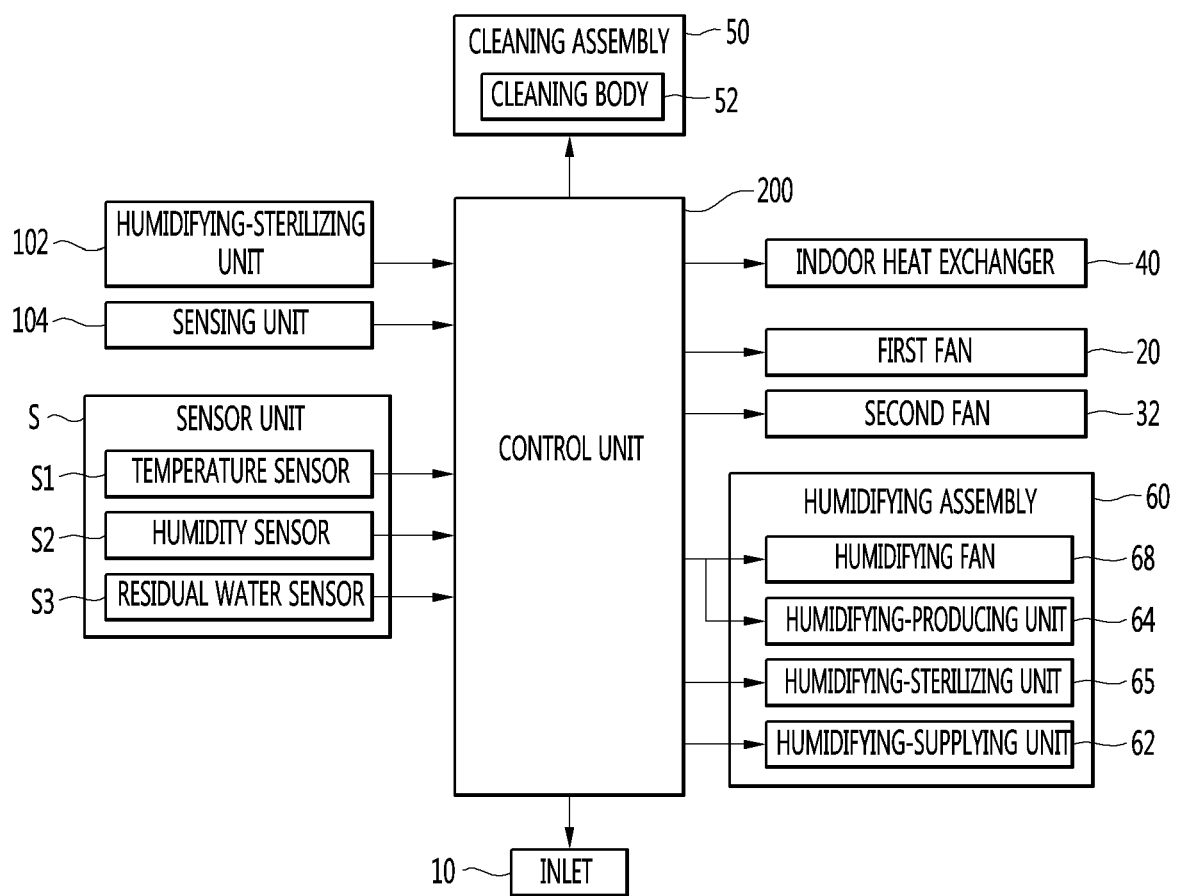 CLEANING ASSEMBLY
50
CLEANING BODY
52
200
102
HUMIDIFYING-STERILIZING
UNIT
104
SENSING UNIT
S
SENSOR UNIT
S1
TEMPERATURE SENSOR
S2
HUMIDITY SENSOR
S3
RESIDUAL WATER SENSOR
CONTROL UNIT
INDOOR HEAT EXCHANGER
40
FIRST FAN
20
SECOND FAN
32
HUMIDIFYING ASSEMBLY
60
HUMIDIFYING FAN
68
HUMIDIFYING-PRODUCING UNIT
64
HUMIDIFYING-STERILIZING UNIT
65
HUMIDIFYING-SUPPLYING UNIT
62
10
INLET